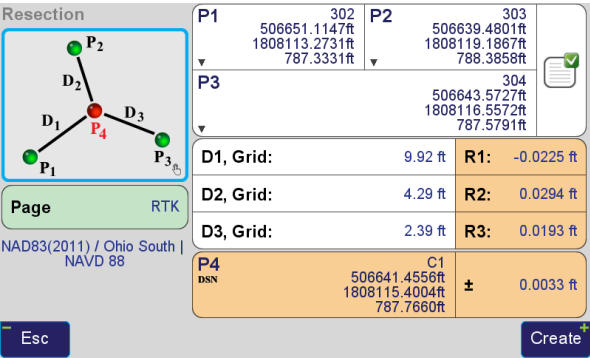 Resection
P2
D2
D1
D3
P4
P1
P3
Page RTK
NAD83(2011) / Ohio South |
NAVD 88
P1 302
506651.1147ft
1808113.2731ft
787.3331ft
P2 303
506639.4801ft
1808119.1867ft
788.3858ft
P3 304
506643.5727ft
1808116.5572ft
787.5791ft
D1, Grid: 9.92 ft R1: -0.0225 ft
D2, Grid: 4.29 ft R2: 0.0294 ft
D3, Grid: 2.39 ft R3: 0.0193 ft
P4 C1
DSN 506641.4556ft
1808115.4004ft
787.7660ft
± 0.0033 ft
Esc
Create